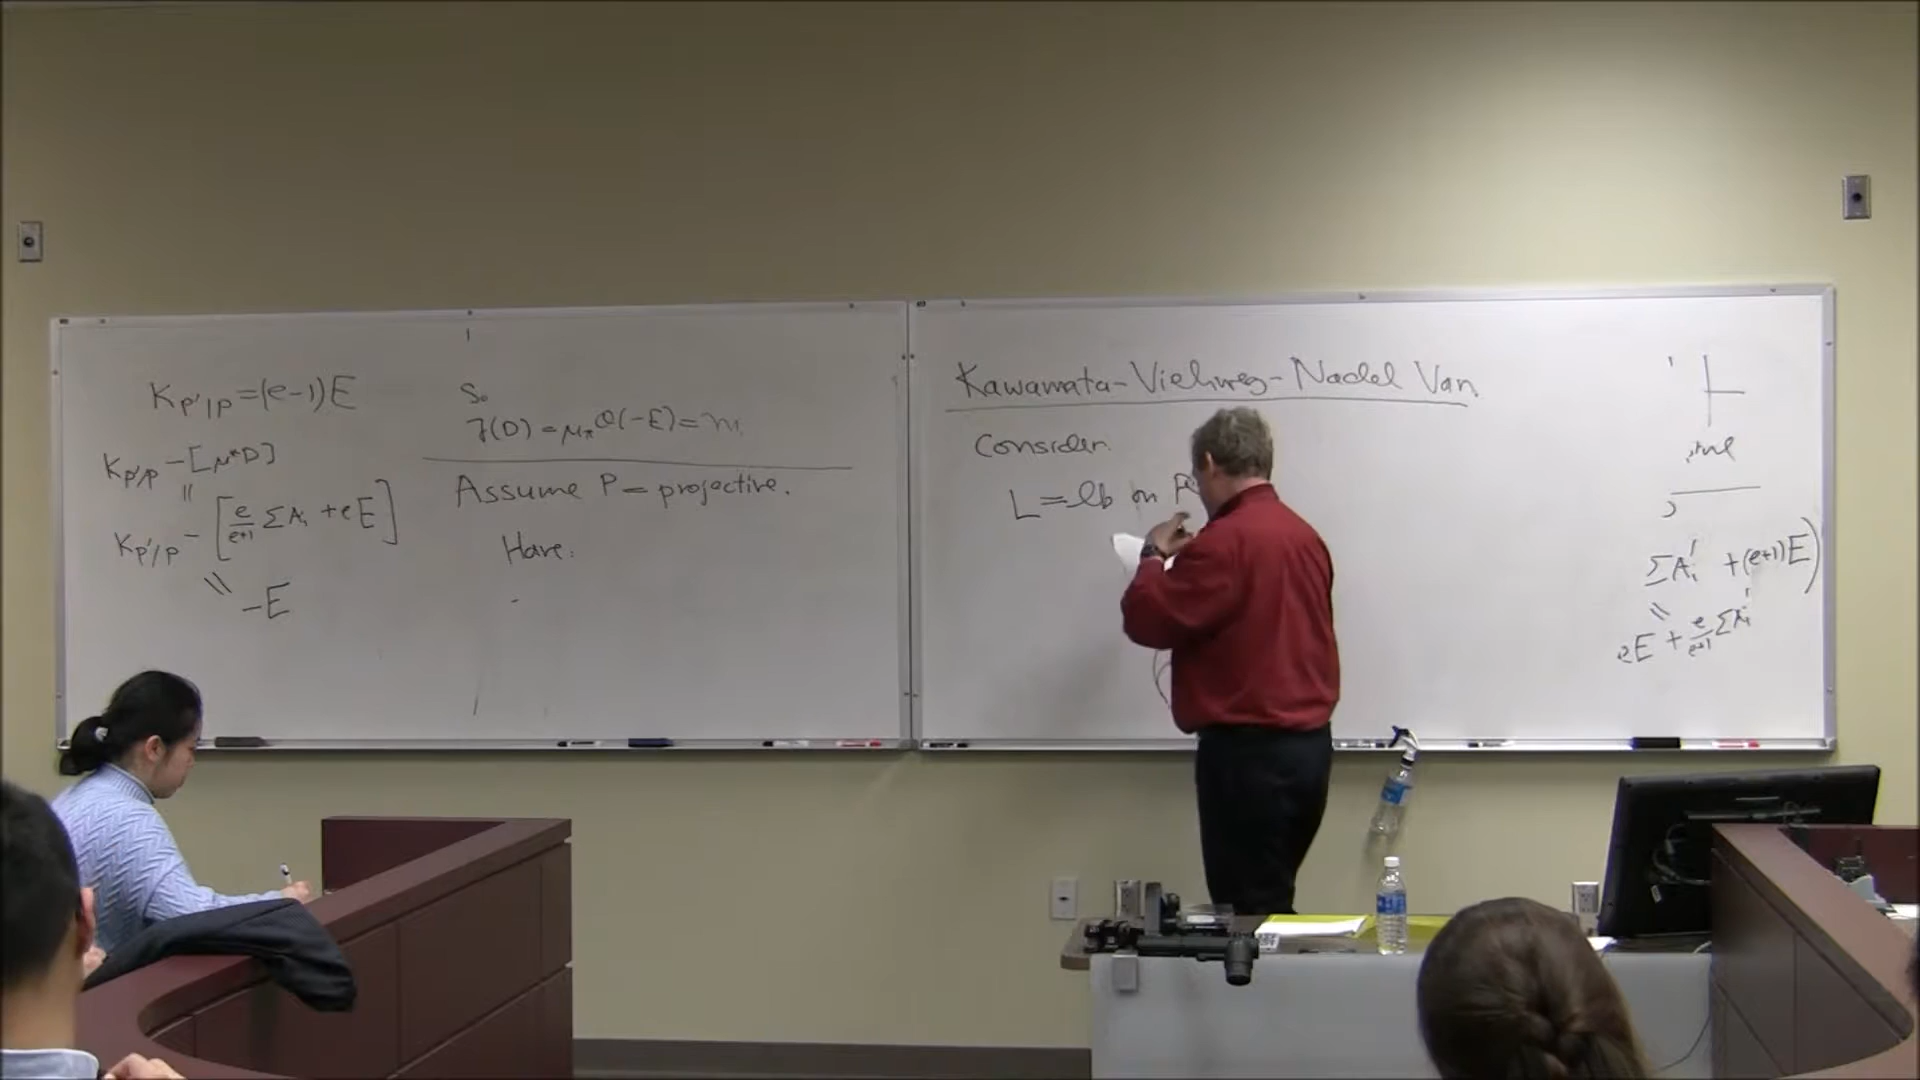 K_{P'/P} = (e-1)E
K_{P'/P} - [μ*D]
||
K_{P'/P} - [e/(e+1) ΣA_i + eE]
||
-E
So
J(D) = μ_*O(-E) = m.
Assume P = projective.
Have:
Kawamata-Viehweg-Nadel Van
Consider
L = lb on P
ΣA_i' + (e+1)E)
||
eE + e/(e+1) ΣA_i'